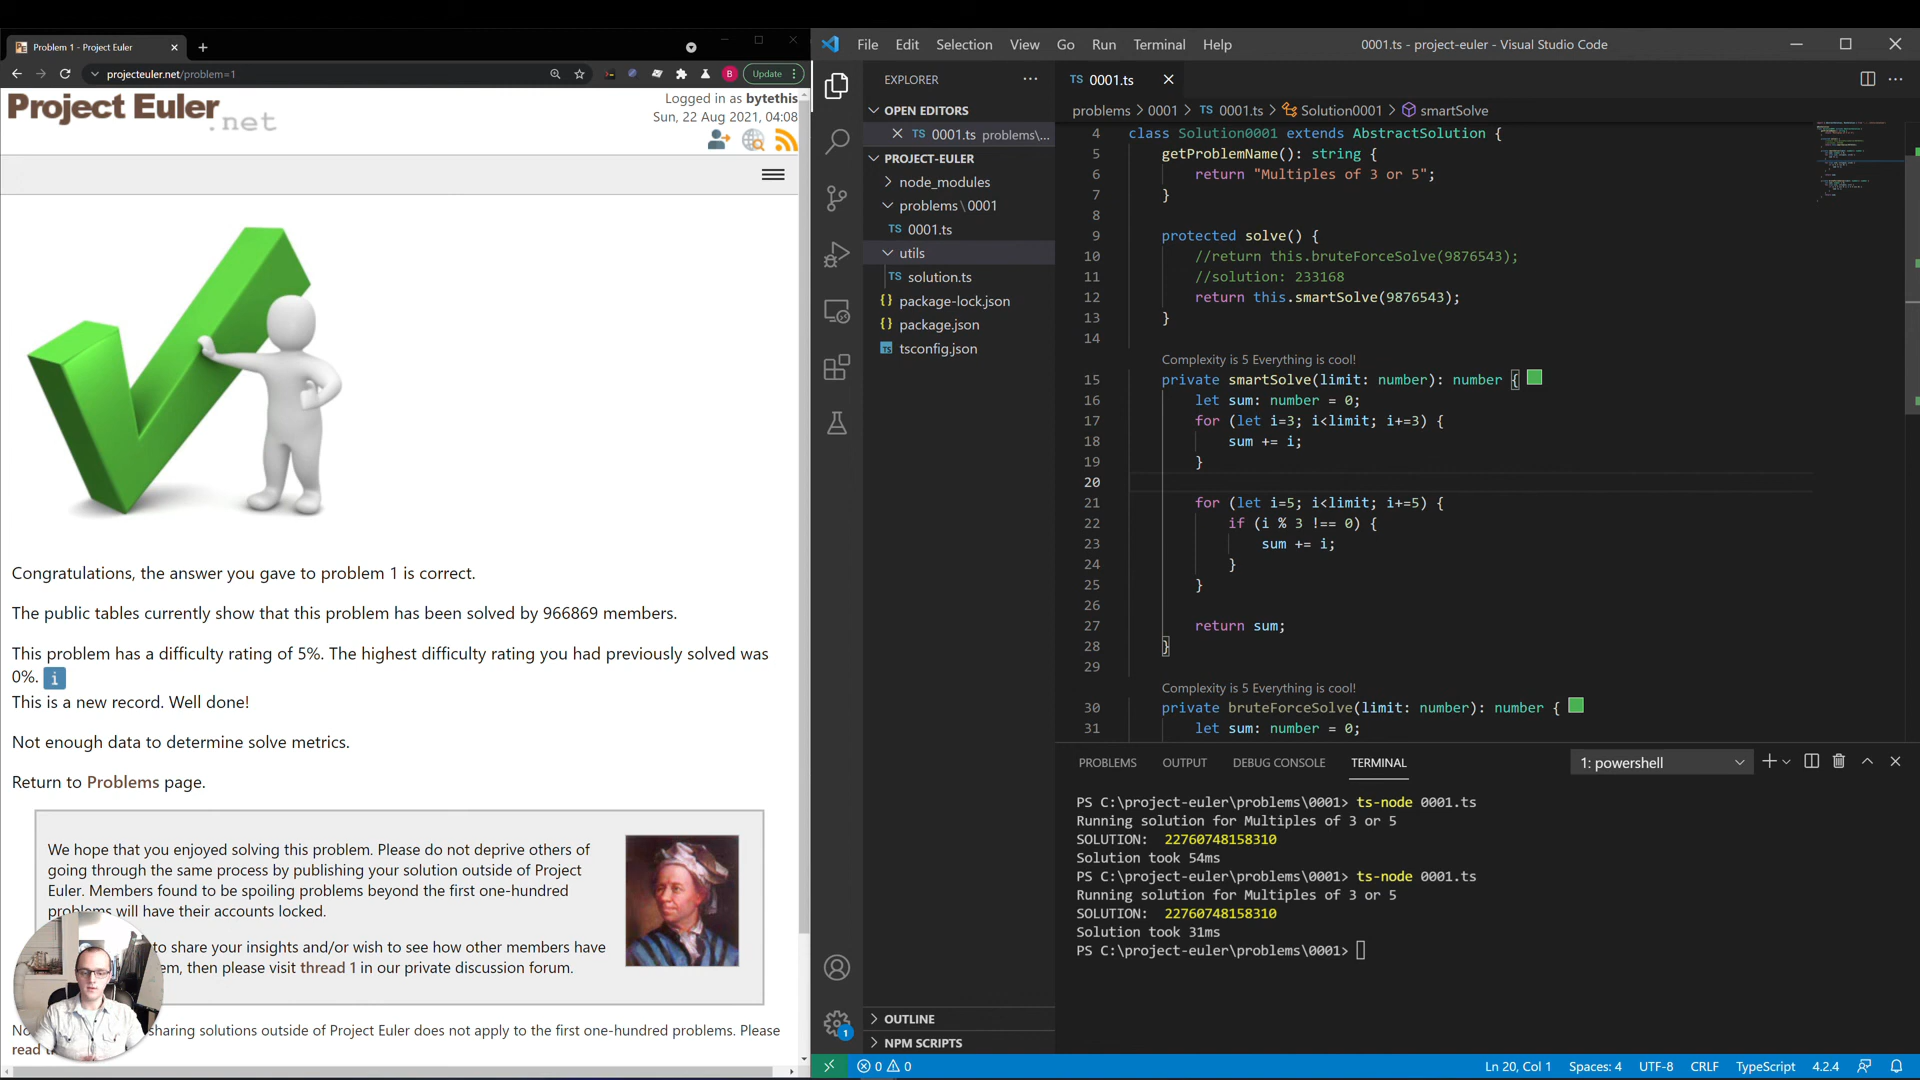 Problem 1 - Project Euler
projecteuler.net/problem=1
B
Update
Project Euler
.net
Logged in as bytethis
Sun, 22 Aug 2021, 04:08
Congratulations, the answer you gave to problem 1 is correct.
The public tables currently show that this problem has been solved by 966869 members.
This problem has a difficulty rating of 5%. The highest difficulty rating you had previously solved was
0%. i
This is a new record. Well done!
Not enough data to determine solve metrics.
Return to Problems page.
We hope that you enjoyed solving this problem. Please do not deprive others of
going through the same process by publishing your solution outside of Project
Euler. Members found to be spoiling problems beyond the first one-hundred
problems will have their accounts locked.
to share your insights and/or wish to see how other members have
then please visit thread 1 in our private discussion forum.
sharing solutions outside of Project Euler does not apply to the first one-hundred problems. Please
read
File Edit Selection View Go Run Terminal Help
0001.ts - project-euler - Visual Studio Code
EXPLORER
OPEN EDITORS
0001.ts problems\...
PROJECT-EULER
node_modules
problems\0001
TS 0001.ts
utils
TS solution.ts
{} package-lock.json
{} package.json
TS tsconfig.json
OUTLINE
NPM SCRIPTS
1
TS 0001.ts
problems > 0001 > TS 0001.ts > Solution0001 > smartSolve
4 class Solution0001 extends AbstractSolution {
5 getProblemName(): string {
6 return "Multiples of 3 or 5";
7 }
8
9 protected solve() {
10 //return this.bruteForceSolve(9876543);
11 //solution: 233168
12 return this.smartSolve(9876543);
13 }
14
Complexity is 5 Everything is cool!
15 private smartSolve(limit: number): number {
16 let sum: number = 0;
17 for (let i=3; i<limit; i+=3) {
18 sum += i;
19 }
20
21 for (let i=5; i<limit; i+=5) {
22 if (i % 3 !== 0) {
23 sum += i;
24 }
25 }
26
27 return sum;
28 }
29
Complexity is 5 Everything is cool!
30 private bruteForceSolve(limit: number): number {
31 let sum: number = 0;
PROBLEMS OUTPUT DEBUG CONSOLE TERMINAL
1: powershell
PS C:\project-euler\problems\0001> ts-node 0001.ts
Running solution for Multiples of 3 or 5
SOLUTION: 22760748158310
Solution took 54ms
PS C:\project-euler\problems\0001> ts-node 0001.ts
Running solution for Multiples of 3 or 5
SOLUTION: 22760748158310
Solution took 31ms
PS C:\project-euler\problems\0001>
0 0
Ln 20, Col 1 Spaces: 4 UTF-8 CRLF TypeScript 4.2.4